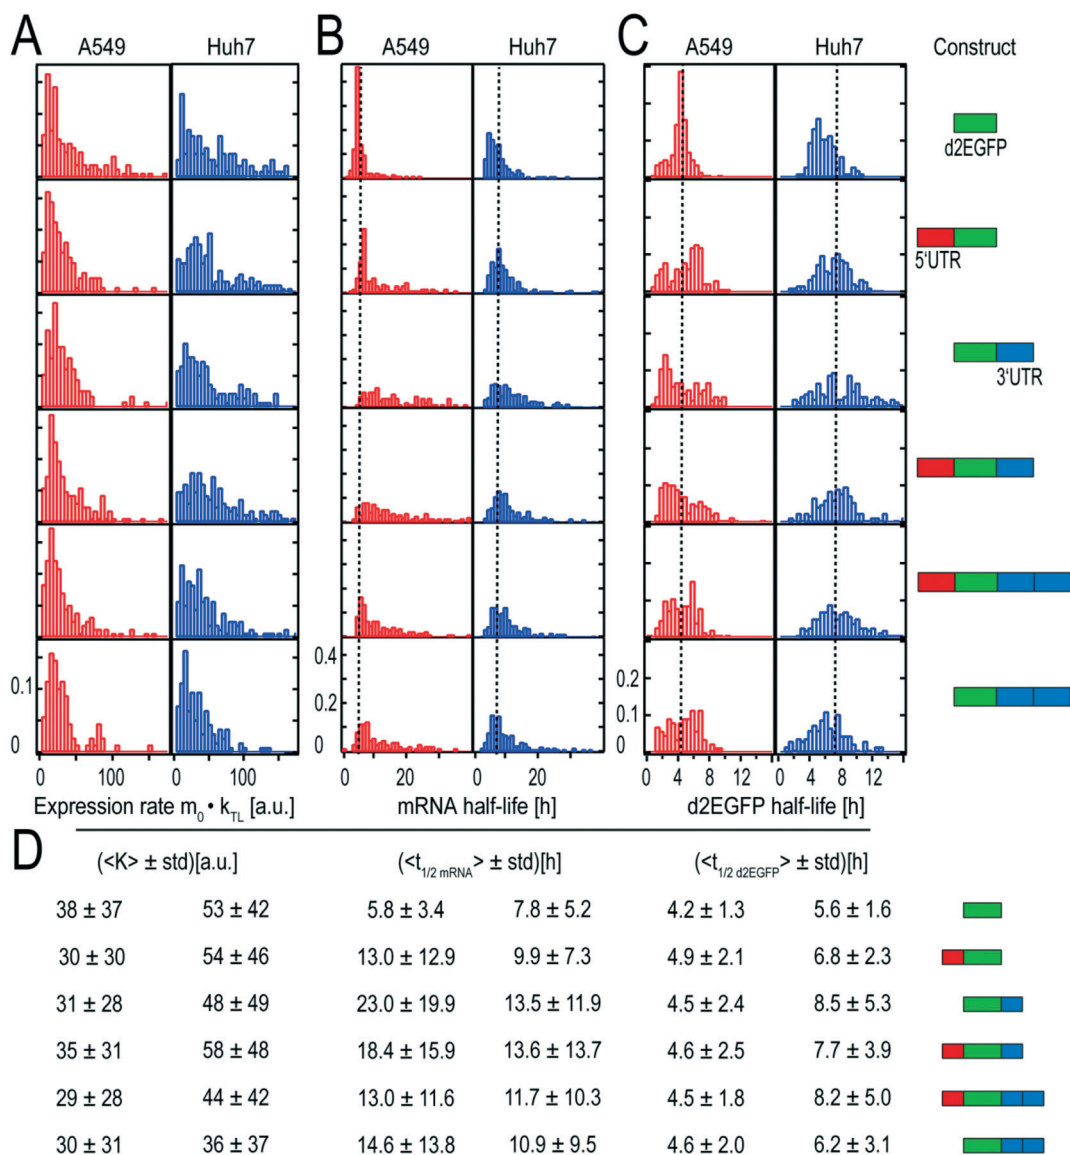 A B C
A549 Huh7 A549 Huh7 A549 Huh7 Construct
d2EGFP
5'UTR
3'UTR
0.1
0
0.4
0.2
0
0.2
0.1
0
0 100 0 100 0 20 0 20 0 4 8 12 0 4 8 12
Expression rate m0 • kTL [a.u.] mRNA half-life [h] d2EGFP half-life [h]
D
(<K> ± std)[a.u.] (<t1/2 mRNA> ± std)[h] (<t1/2 d2EGFP> ± std)[h]
38 ± 37 53 ± 42 5.8 ± 3.4 7.8 ± 5.2 4.2 ± 1.3 5.6 ± 1.6
30 ± 30 54 ± 46 13.0 ± 12.9 9.9 ± 7.3 4.9 ± 2.1 6.8 ± 2.3
31 ± 28 48 ± 49 23.0 ± 19.9 13.5 ± 11.9 4.5 ± 2.4 8.5 ± 5.3
35 ± 31 58 ± 48 18.4 ± 15.9 13.6 ± 13.7 4.6 ± 2.5 7.7 ± 3.9
29 ± 28 44 ± 42 13.0 ± 11.6 11.7 ± 10.3 4.5 ± 1.8 8.2 ± 5.0
30 ± 31 36 ± 37 14.6 ± 13.8 10.9 ± 9.5 4.6 ± 2.0 6.2 ± 3.1